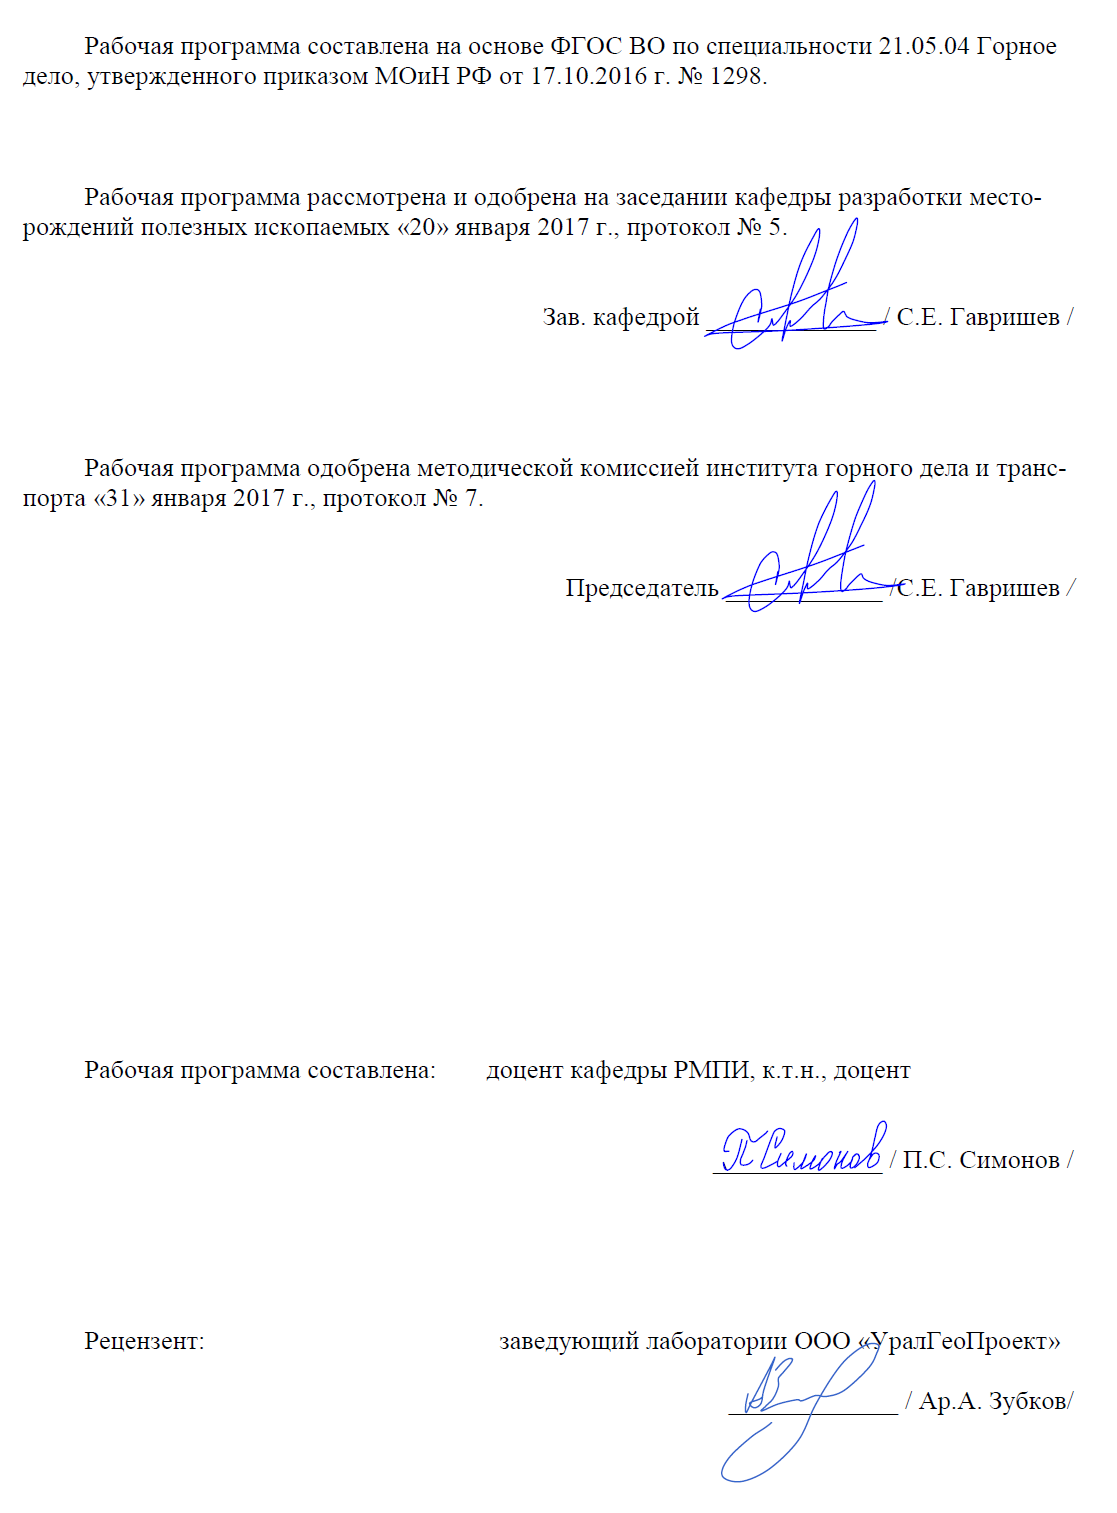 Рабочая программа составлена на основе ФГОС ВО по специальности 21.05.04 Горное
дело, утвержденного приказом МОиН РФ от 17.10.2016 г. № 1298.
Рабочая программа рассмотрена и одобрена на заседании кафедры разработки место-
рождений полезных ископаемых «20» января 2017 г., протокол № 5.
Зав. кафедрой _____________ / С.Е. Гавришев /
Рабочая программа одобрена методической комиссией института горного дела и транс-
порта «31» января 2017 г., протокол № 7.
Председатель ____________ /С.Е. Гавришев /
Рабочая программа составлена: доцент кафедры РМПИ, к.т.н., доцент
П Симонов / П.С. Симонов /
Рецензент: заведующий лаборатории ООО «УралГеоПроект»
_____________ / Ар.А. Зубков/